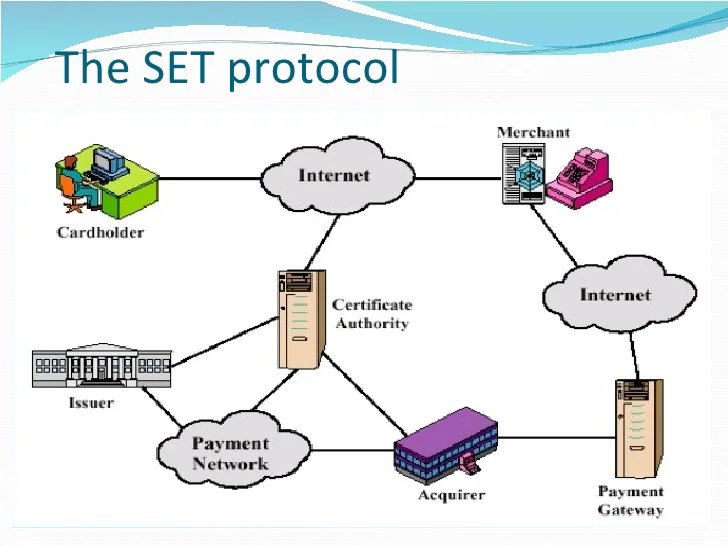 The SET protocol
Merchant
Internet
Cardholder
Internet
Certificate
Authority
Issuer
Payment
Network
Acquirer
Payment
Gateway